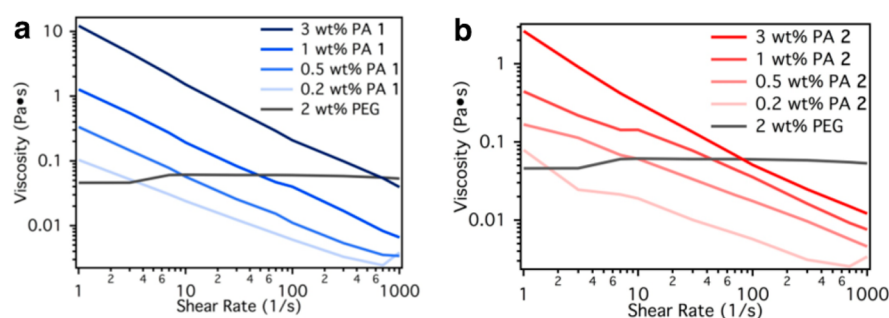 a
3 wt% PA 1
1 wt% PA 1
0.5 wt% PA 1
0.2 wt% PA 1
2 wt% PEG
Viscosity (Pa•s)
10
1
0.1
0.01
1 2 4 6 10 2 4 6 100 2 4 6 1000
Shear Rate (1/s)
b
3 wt% PA 2
1 wt% PA 2
0.5 wt% PA 2
0.2 wt% PA 2
2 wt% PEG
Viscosity (Pa•s)
1
0.1
0.01
1 2 4 6 10 2 4 6 100 2 4 6 1000
Shear Rate (1/s)